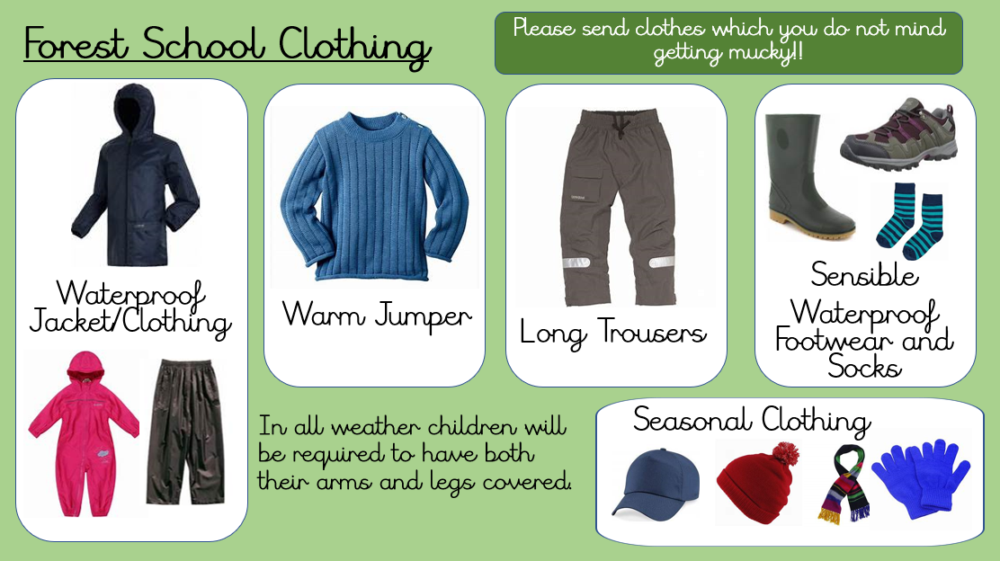 Forest School Clothing
Please send clothes which you do not mind
getting mucky!!
Waterproof
Jacket/Clothing
Warm Jumper
Long Trousers
Sensible
Waterproof
Footwear and
Socks
In all weather children will
be required to have both
their arms and legs covered.
Seasonal Clothing